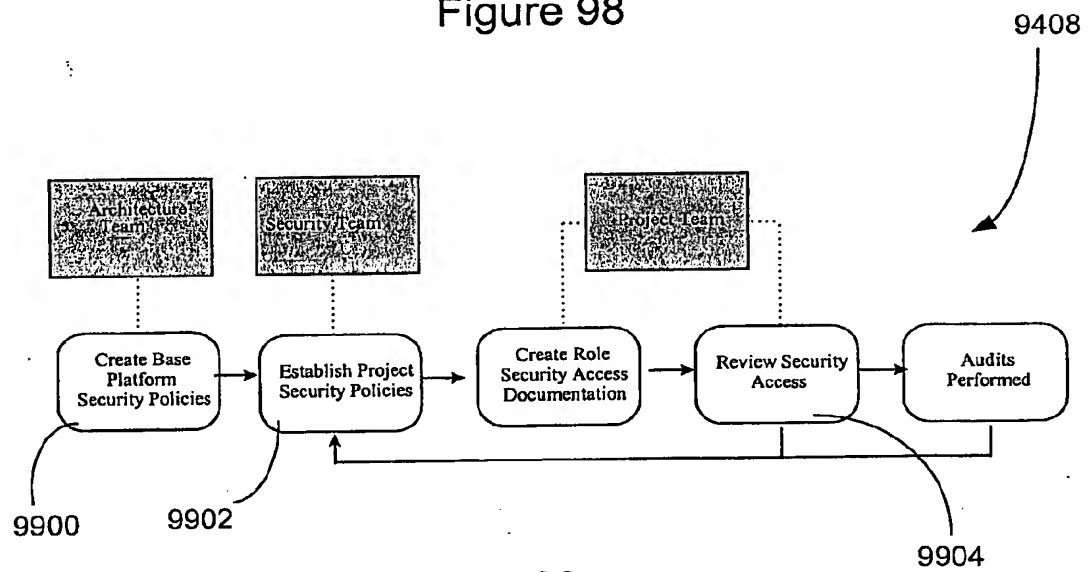 Figure 98
9408
Architecture
Team
Security Team
Project Team
Create Base
Platform
Security Policies
Establish Project
Security Policies
Create Role
Security Access
Documentation
Review Security
Access
Audits
Performed
9900
9902
9904